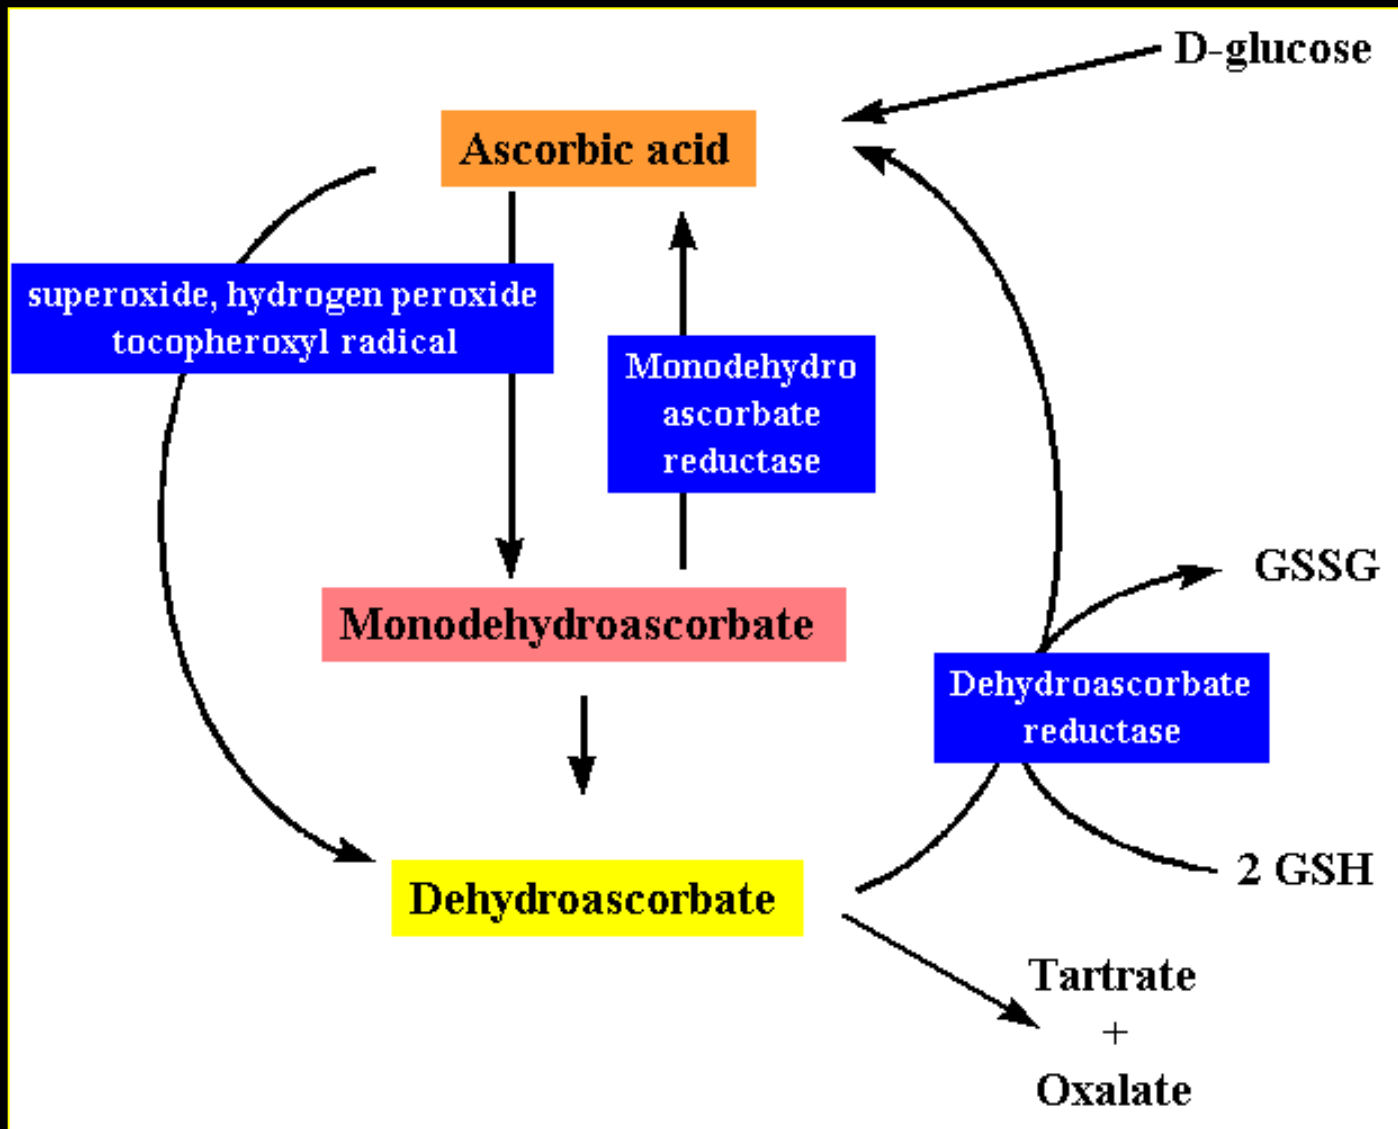 D-glucose
Ascorbic acid
superoxide, hydrogen peroxide
tocopheroxyl radical
Monodehydro
ascorbate
reductase
GSSG
Monodehydroascorbate
Dehydroascorbate
reductase
2 GSH
Dehydroascorbate
Tartrate
+
Oxalate